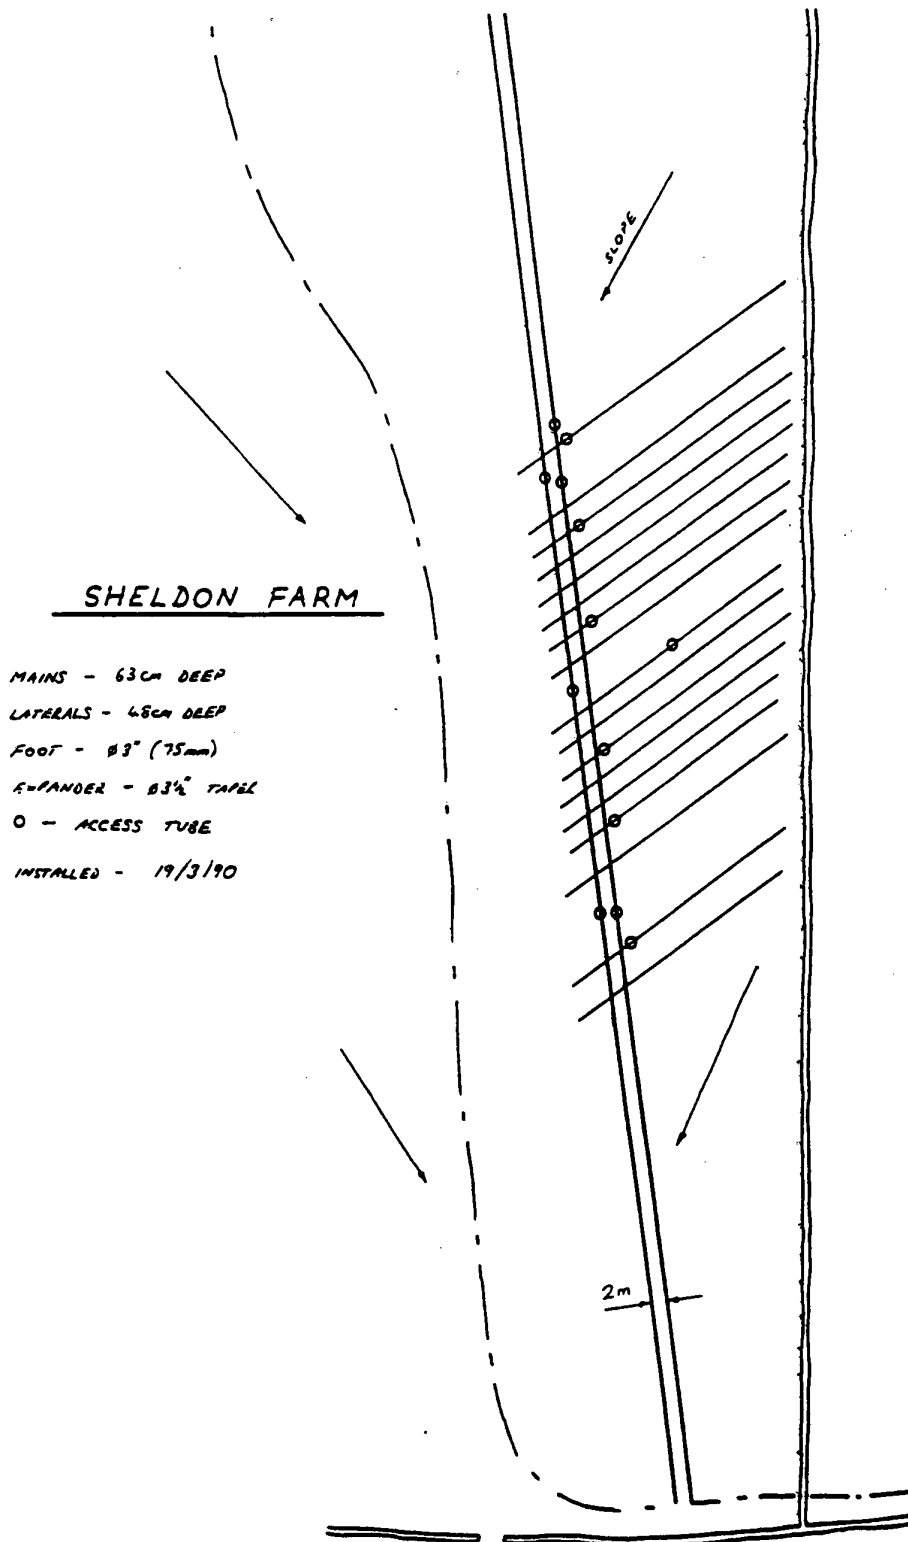 SLOPE
SHELDON FARM
MAINS - 63cm DEEP
LATERALS - 48cm DEEP
FOOT - ø3" (75mm)
EXPANDER - ø3½" TAPER
O - ACCESS TUBE
INSTALLED - 19/3/90
2m